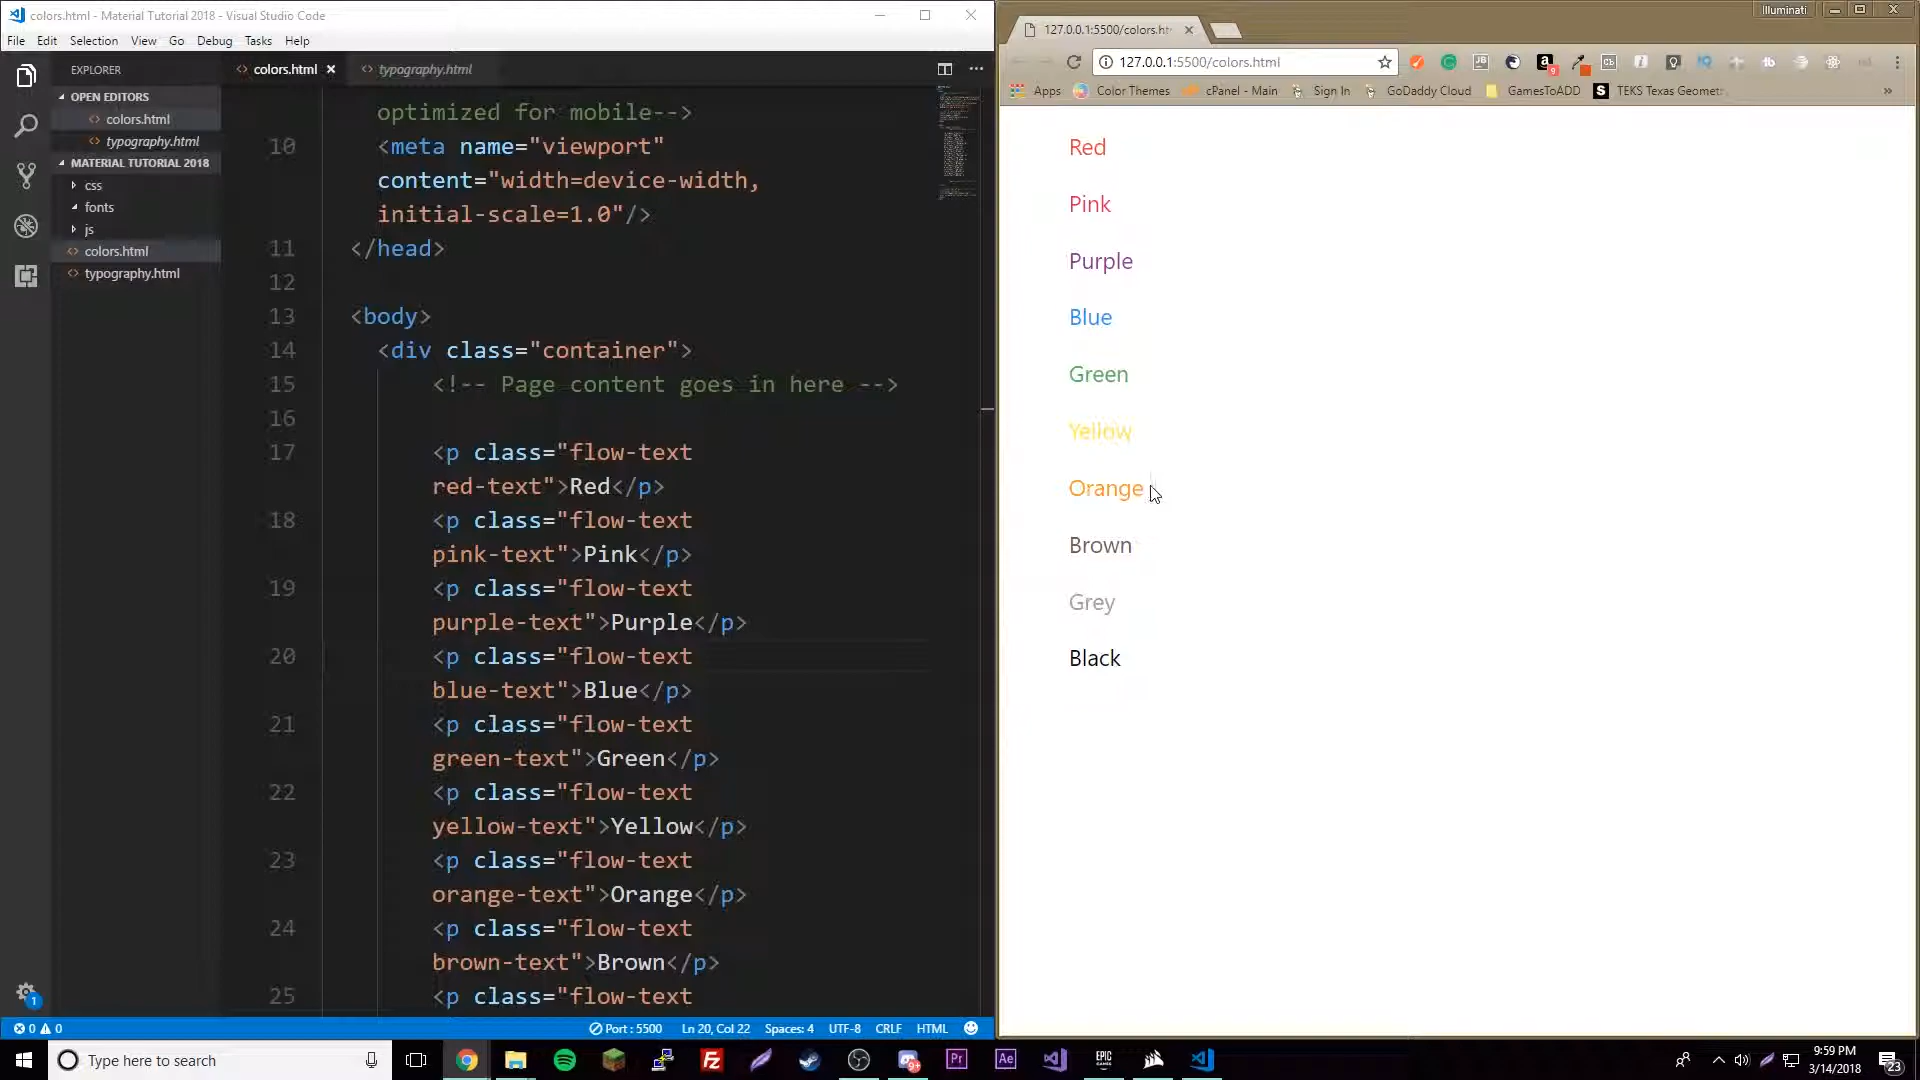 colors.html - Material Tutorial 2018 - Visual Studio Code
File Edit Selection View Go Debug Tasks Help
EXPLORER
OPEN EDITORS
colors.html
typography.html
MATERIAL TUTORIAL 2018
css
fonts
js
colors.html
typography.html
1
colors.html
typography.html
optimized for mobile-->
10 <meta name="viewport"
content="width=device-width,
initial-scale=1.0"/>
11 </head>
12
13 <body>
14 <div class="container">
15 <!-- Page content goes in here -->
16
17 <p class="flow-text
red-text">Red</p>
18 <p class="flow-text
pink-text">Pink</p>
19 <p class="flow-text
purple-text">Purple</p>
20 <p class="flow-text
blue-text">Blue</p>
21 <p class="flow-text
green-text">Green</p>
22 <p class="flow-text
yellow-text">Yellow</p>
23 <p class="flow-text
orange-text">Orange</p>
24 <p class="flow-text
brown-text">Brown</p>
25 <p class="flow-text
0 0 Port : 5500 Ln 20, Col 22 Spaces: 4 UTF-8 CRLF HTML
Illuminati
127.0.0.1:5500/colors.ht
127.0.0.1:5500/colors.html
Apps Color Themes cPanel - Main Sign In GoDaddy Cloud GamesToADD TEKS Texas Geomet
Red
Pink
Purple
Blue
Green
Yellow
Orange
Brown
Grey
Black
Type here to search
Pr Ae EPIC
9:59 PM
3/14/2018
23